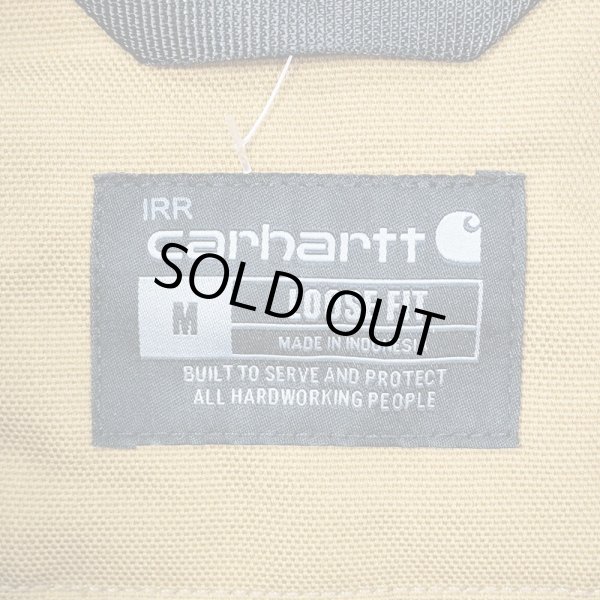 IRR
carhartt
M LOOSE FIT
SOLD OUT
MADE IN INDONESIA
BUILT TO SERVE AND PROTECT
ALL HARDWORKING PEOPLE